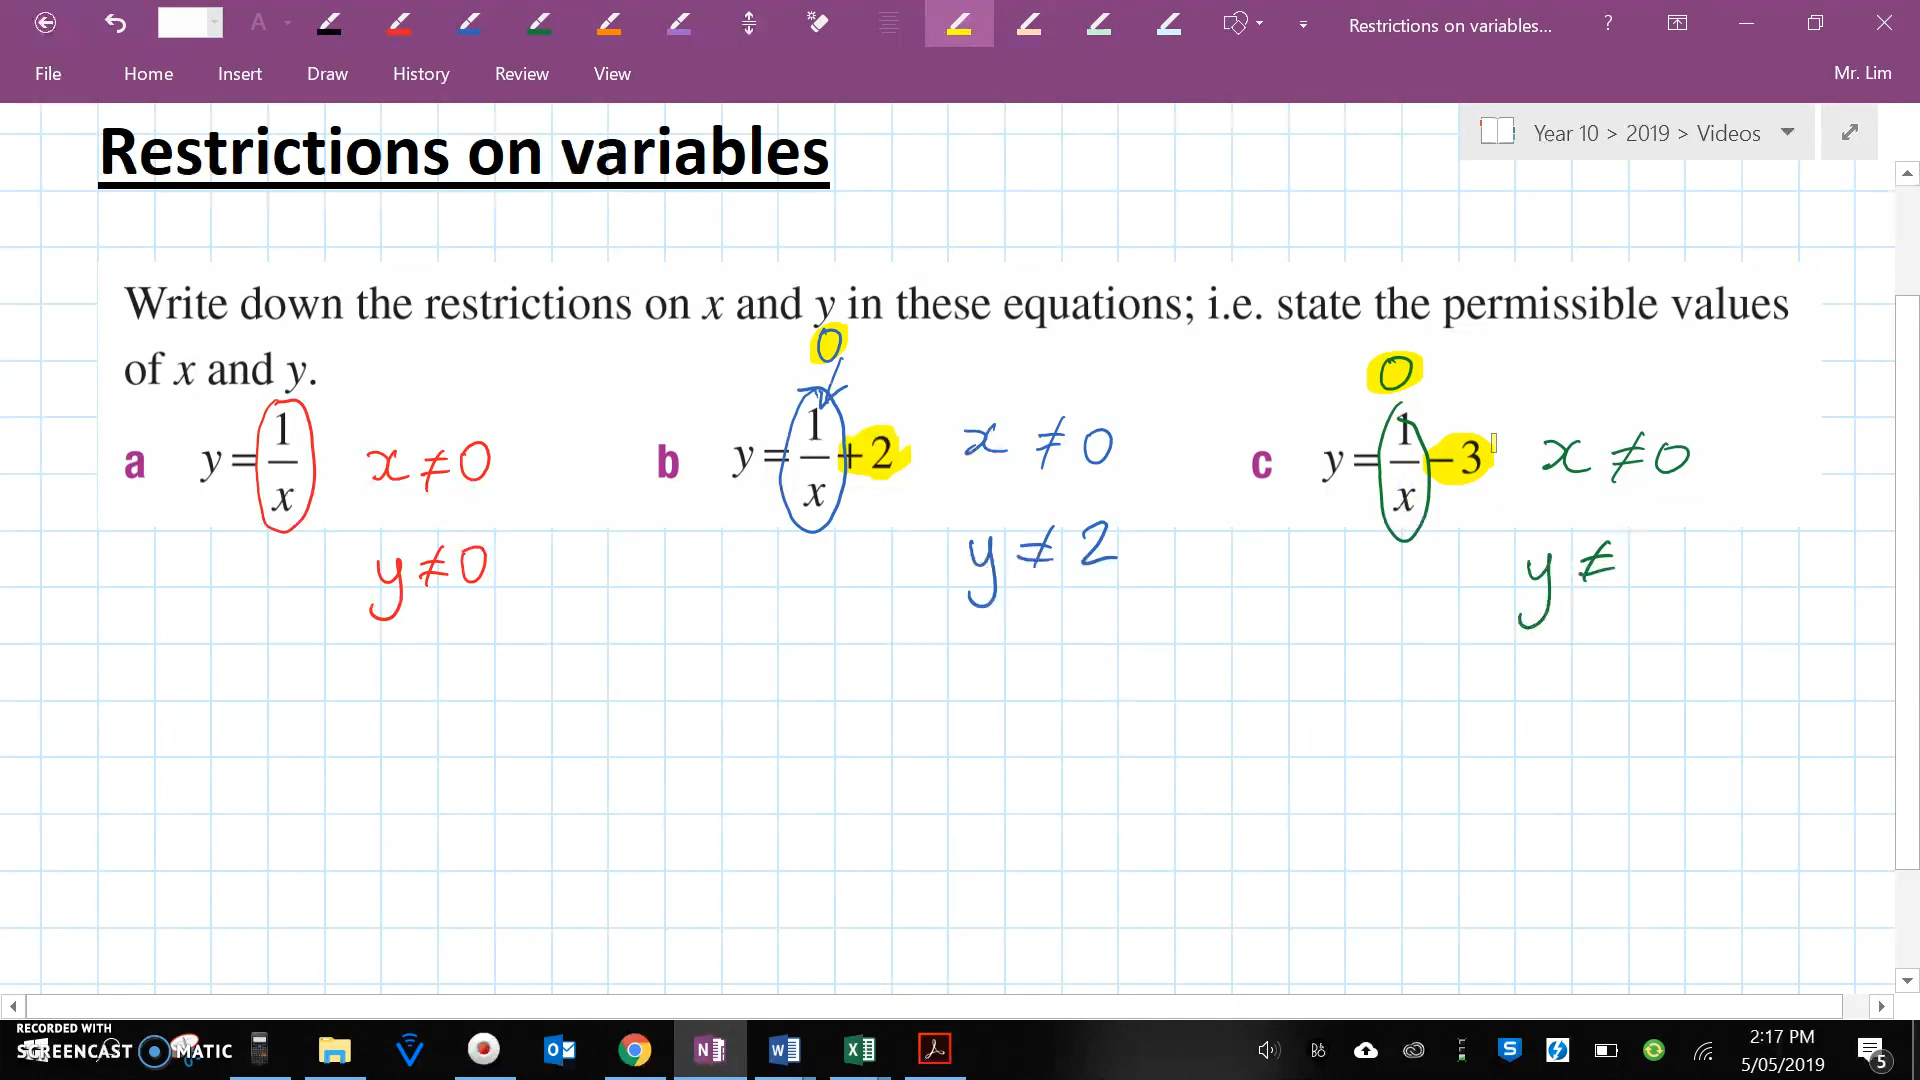 Restrictions on variables...
?
File Home Insert Draw History Review View
Mr. Lim
Restrictions on variables
Year 10 > 2019 > Videos
Write down the restrictions on x and y in these equations; i.e. state the permissible values
of x and y.
0
0
a y = 1/x x ≠ 0
b y = 1/x + 2 x ≠ 0
c y = 1/x − 3 x ≠ 0
y ≠ 0
y ≠ 2
y ≠
RECORDED WITH
SCREENCAST MATIC
2:17 PM
5/05/2019
5